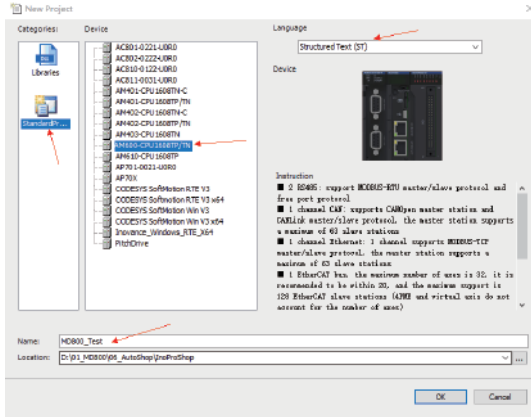 New Project
Categories:
Device
Language
Libraries
StandardPr...
AC801-0221-U0R0
AC802-0222-U0R0
AC810-0122-U0R0
AC811-0031-U0R0
AM401-CPU1608TN-C
AM401-CPU1608TP/TN
AM402-CPU1608TN-C
AM402-CPU1608TP/TN
AM403-CPU1608TN
AM600-CPU1608TP/TN
AM610-CPU1608TP
AP701-0021-U0R0
AP70X
CODESYS SoftMotion RTE V3
CODESYS SoftMotion RTE V3 x64
CODESYS SoftMotion Win V3
CODESYS SoftMotion Win V3 x64
Inovance_Windows_RTE_X64
PitchDrive
Structured Text (ST)
Device
Instruction
■ 2 RS485: support MODBUS-RTU master/slave protocol and
free port protocol
■ 1 channel CAN: supports CANOpen master station and
CANLink master/slave protocol, the master station supports
a maximum of 63 slave stations
■ 1 channel Ethernet: 1 channel supports MODBUS-TCP
master/slave protocol, the master station supports a
maximum of 63 slave stations
■ 1 EtherCAT bus, the maximum number of axes is 32, it is
recommended to be within 20, and the maximum support is
128 EtherCAT slave stations (4PME and virtual axis do not
account for the number of axes)
Name:
MD800_Test
Location:
D:\01_MD800\06_AutoShop\InoProShop
...
OK
Cancel